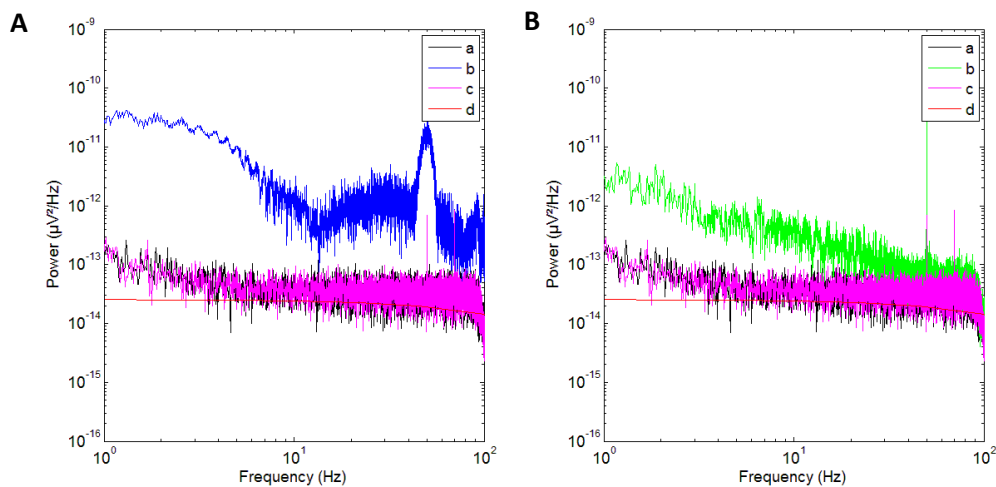 A
10⁻⁹
10⁻¹⁰
10⁻¹¹
10⁻¹²
10⁻¹³
10⁻¹⁴
10⁻¹⁵
10⁻¹⁶
Power (µV²/Hz)
10⁰
10¹
10²
Frequency (Hz)
a
b
c
d
B
10⁻⁹
10⁻¹⁰
10⁻¹¹
10⁻¹²
10⁻¹³
10⁻¹⁴
10⁻¹⁵
10⁻¹⁶
Power (µV²/Hz)
10⁰
10¹
10²
Frequency (Hz)
a
b
c
d